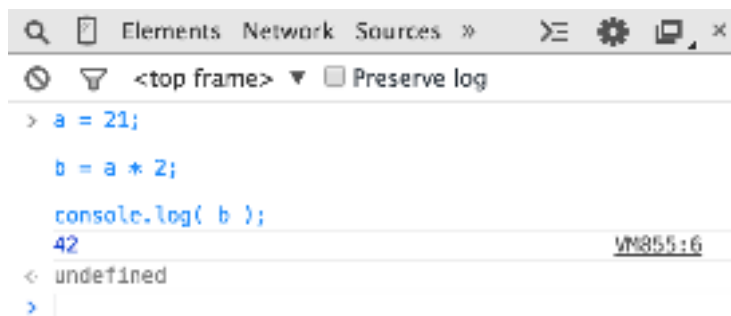 Elements Network Sources »
<top frame> ▼ Preserve log
> a = 21;
b = a * 2;
console.log( b );
42 VM855:6
< undefined
>